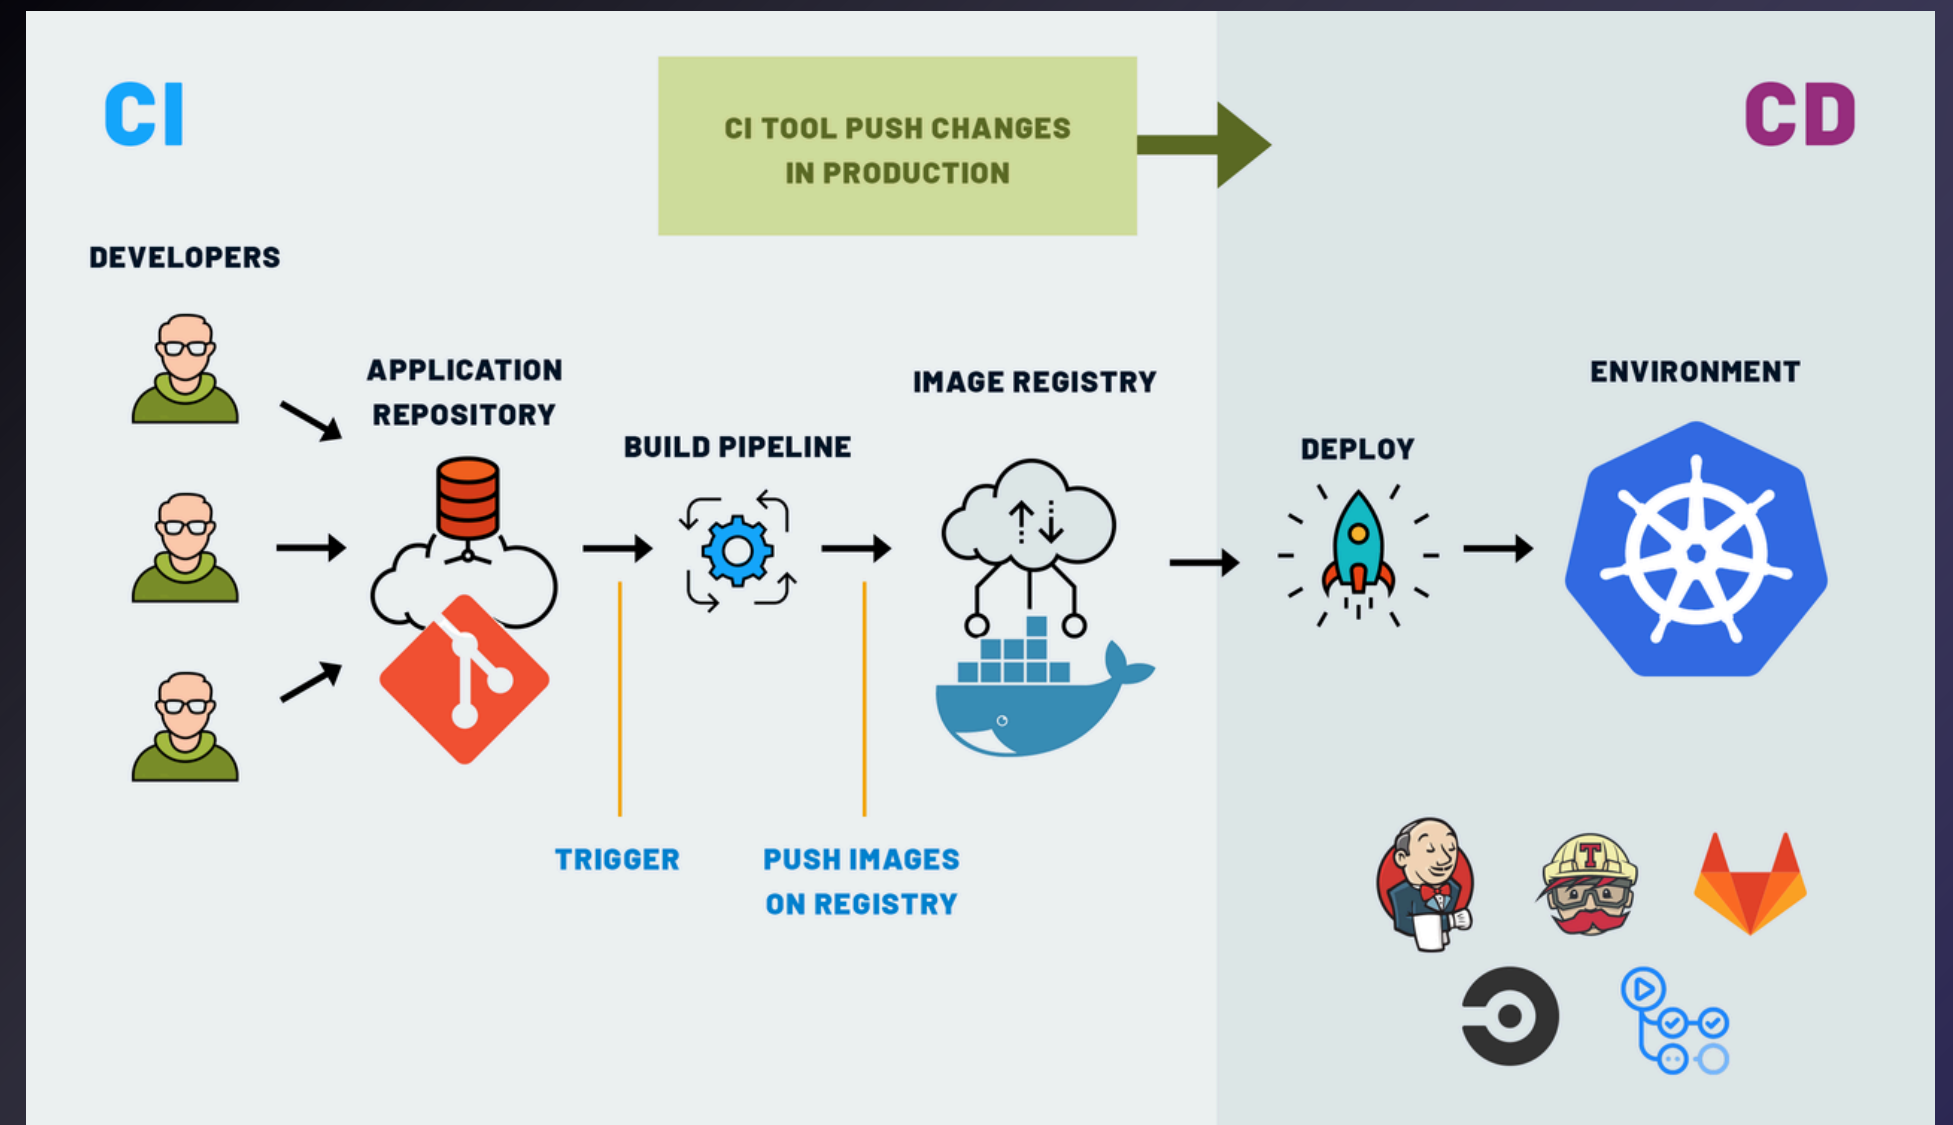 CI
CI TOOL PUSH CHANGES
IN PRODUCTION
CD
DEVELOPERS
APPLICATION
REPOSITORY
BUILD PIPELINE
IMAGE REGISTRY
DEPLOY
ENVIRONMENT
TRIGGER
PUSH IMAGES
ON REGISTRY
T